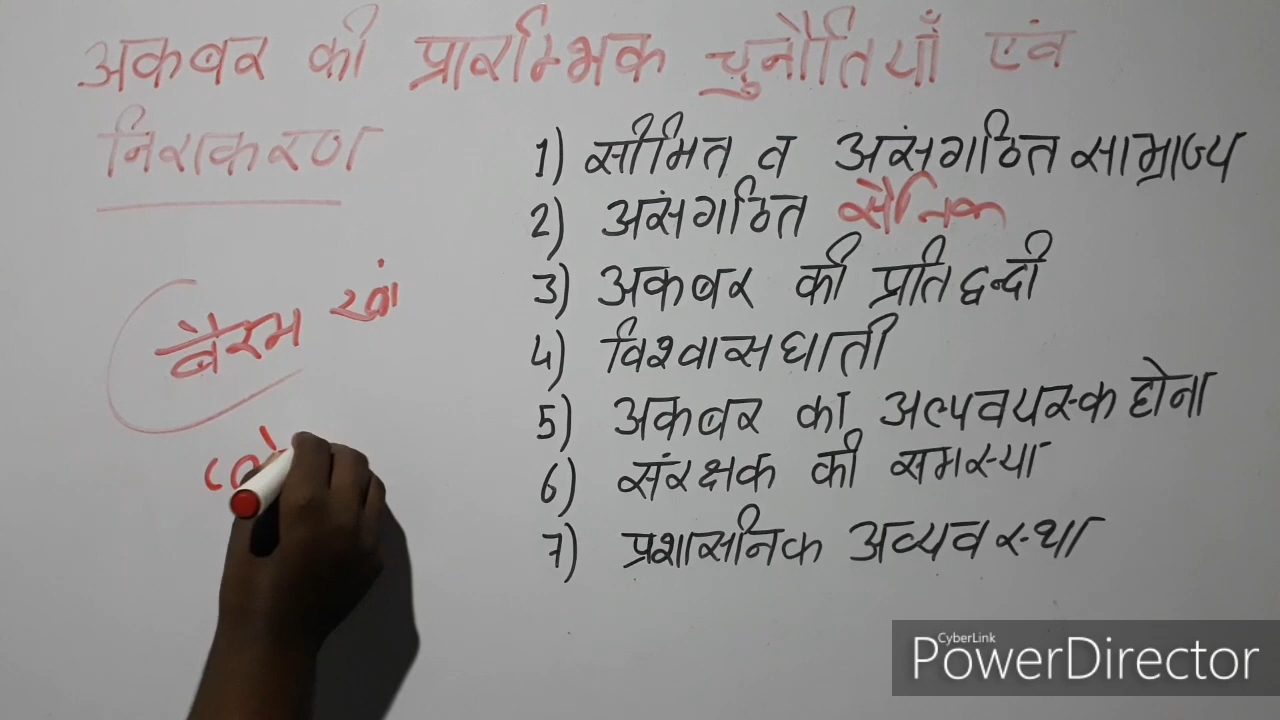 अकबर की प्रारम्भिक चुनौतियाँ एंव
निराकरण
1) सीमित व असंगठित साम्राज्य
2) असंगठित सैनिक
3) अकबर की प्रतिद्वन्दी
4) विश्वासघाती
5) अकबर का अल्पवयस्क होना
6) संरक्षक की समस्या
7) प्रशासनिक अव्यवस्था
बैरम खां
CyberLink
PowerDirector